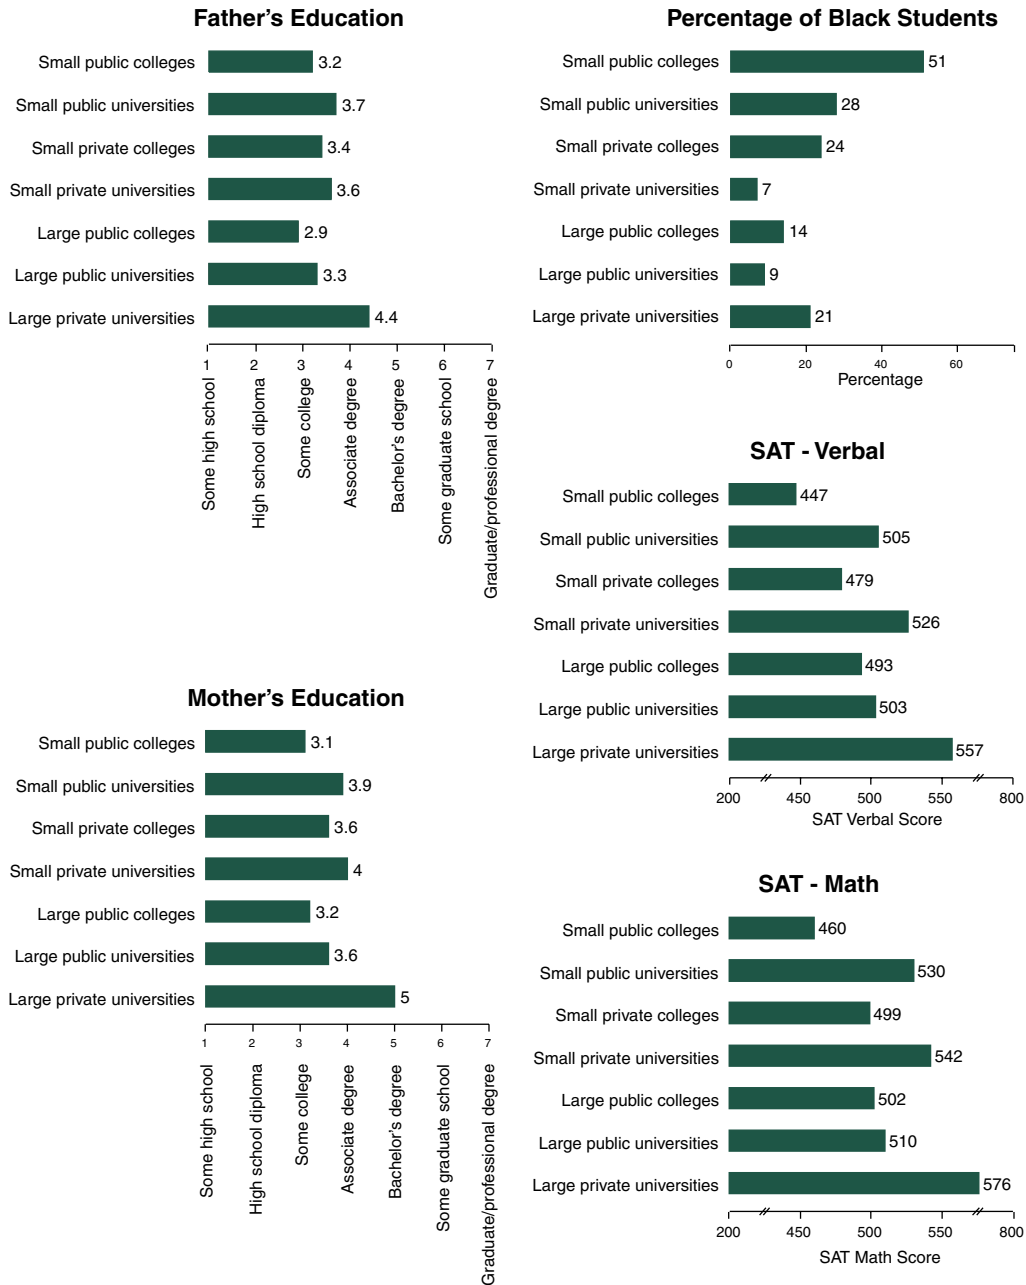 Father’s Education
Small public colleges 3.2
Small public universities 3.7
Small private colleges 3.4
Small private universities 3.6
Large public colleges 2.9
Large public universities 3.3
Large private universities 4.4
1 2 3 4 5 6 7
Some high school
High school diploma
Some college
Associate degree
Bachelor's degree
Some graduate school
Graduate/professional degree
Mother’s Education
Small public colleges 3.1
Small public universities 3.9
Small private colleges 3.6
Small private universities 4
Large public colleges 3.2
Large public universities 3.6
Large private universities 5
1 2 3 4 5 6 7
Some high school
High school diploma
Some college
Associate degree
Bachelor's degree
Some graduate school
Graduate/professional degree
Percentage of Black Students
Small public colleges 51
Small public universities 28
Small private colleges 24
Small private universities 7
Large public colleges 14
Large public universities 9
Large private universities 21
0 20 40 60
Percentage
SAT - Verbal
Small public colleges 447
Small public universities 505
Small private colleges 479
Small private universities 526
Large public colleges 493
Large public universities 503
Large private universities 557
200 450 500 550 800
SAT Verbal Score
SAT - Math
Small public colleges 460
Small public universities 530
Small private colleges 499
Small private universities 542
Large public colleges 502
Large public universities 510
Large private universities 576
200 450 500 550 800
SAT Math Score